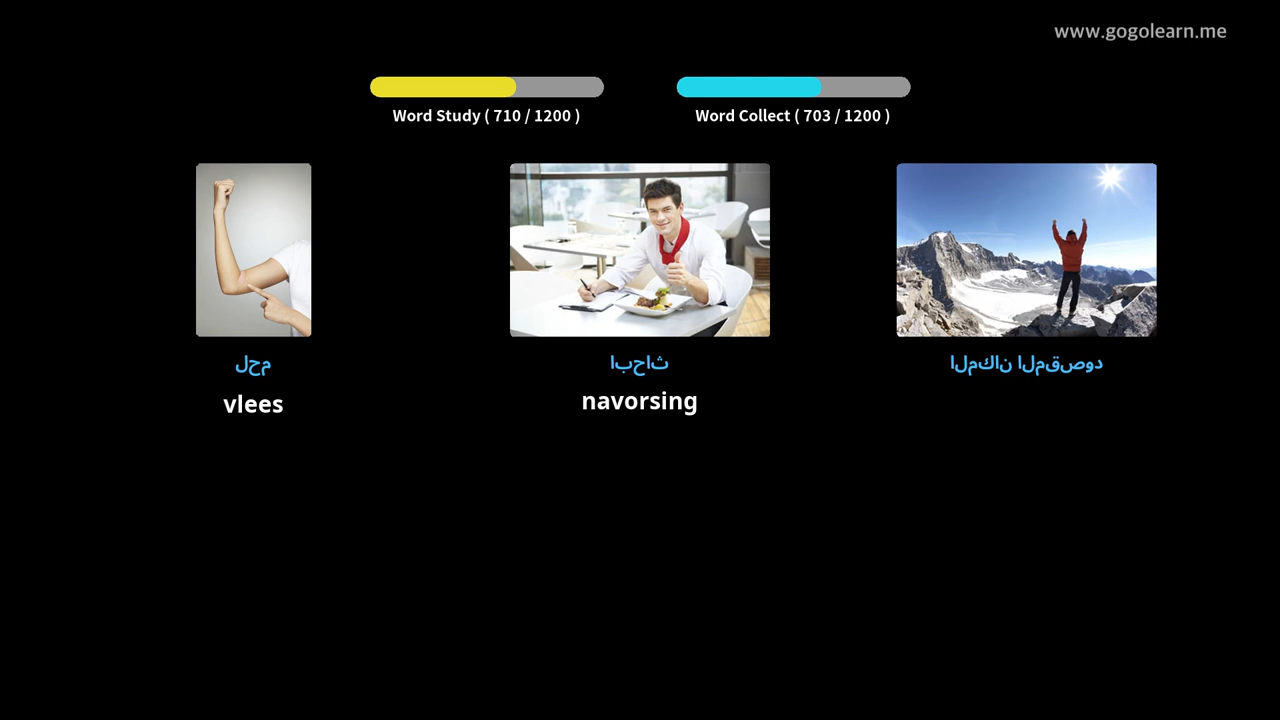 www.gogolearn.me
Word Study ( 710 / 1200 )
Word Collect ( 703 / 1200 )
لحم
ابحاث
المكان المقصود
vlees
navorsing